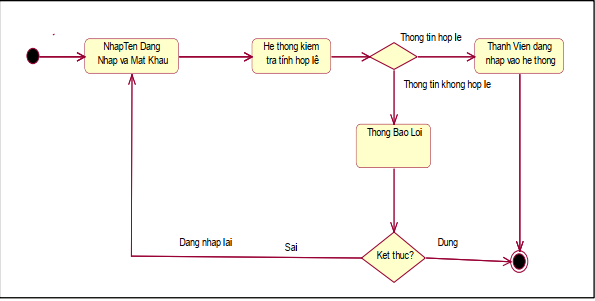 NhapTen Dang
Nhap va Mat Khau
He thong kiem
tra tính hop lê
Thong tin hop le
Thanh Vien dang
nhap vao he thong
Thong tin khong hop le
Thong Bao Loi
Ket thuc?
Dung
Sai
Dang nhap lai